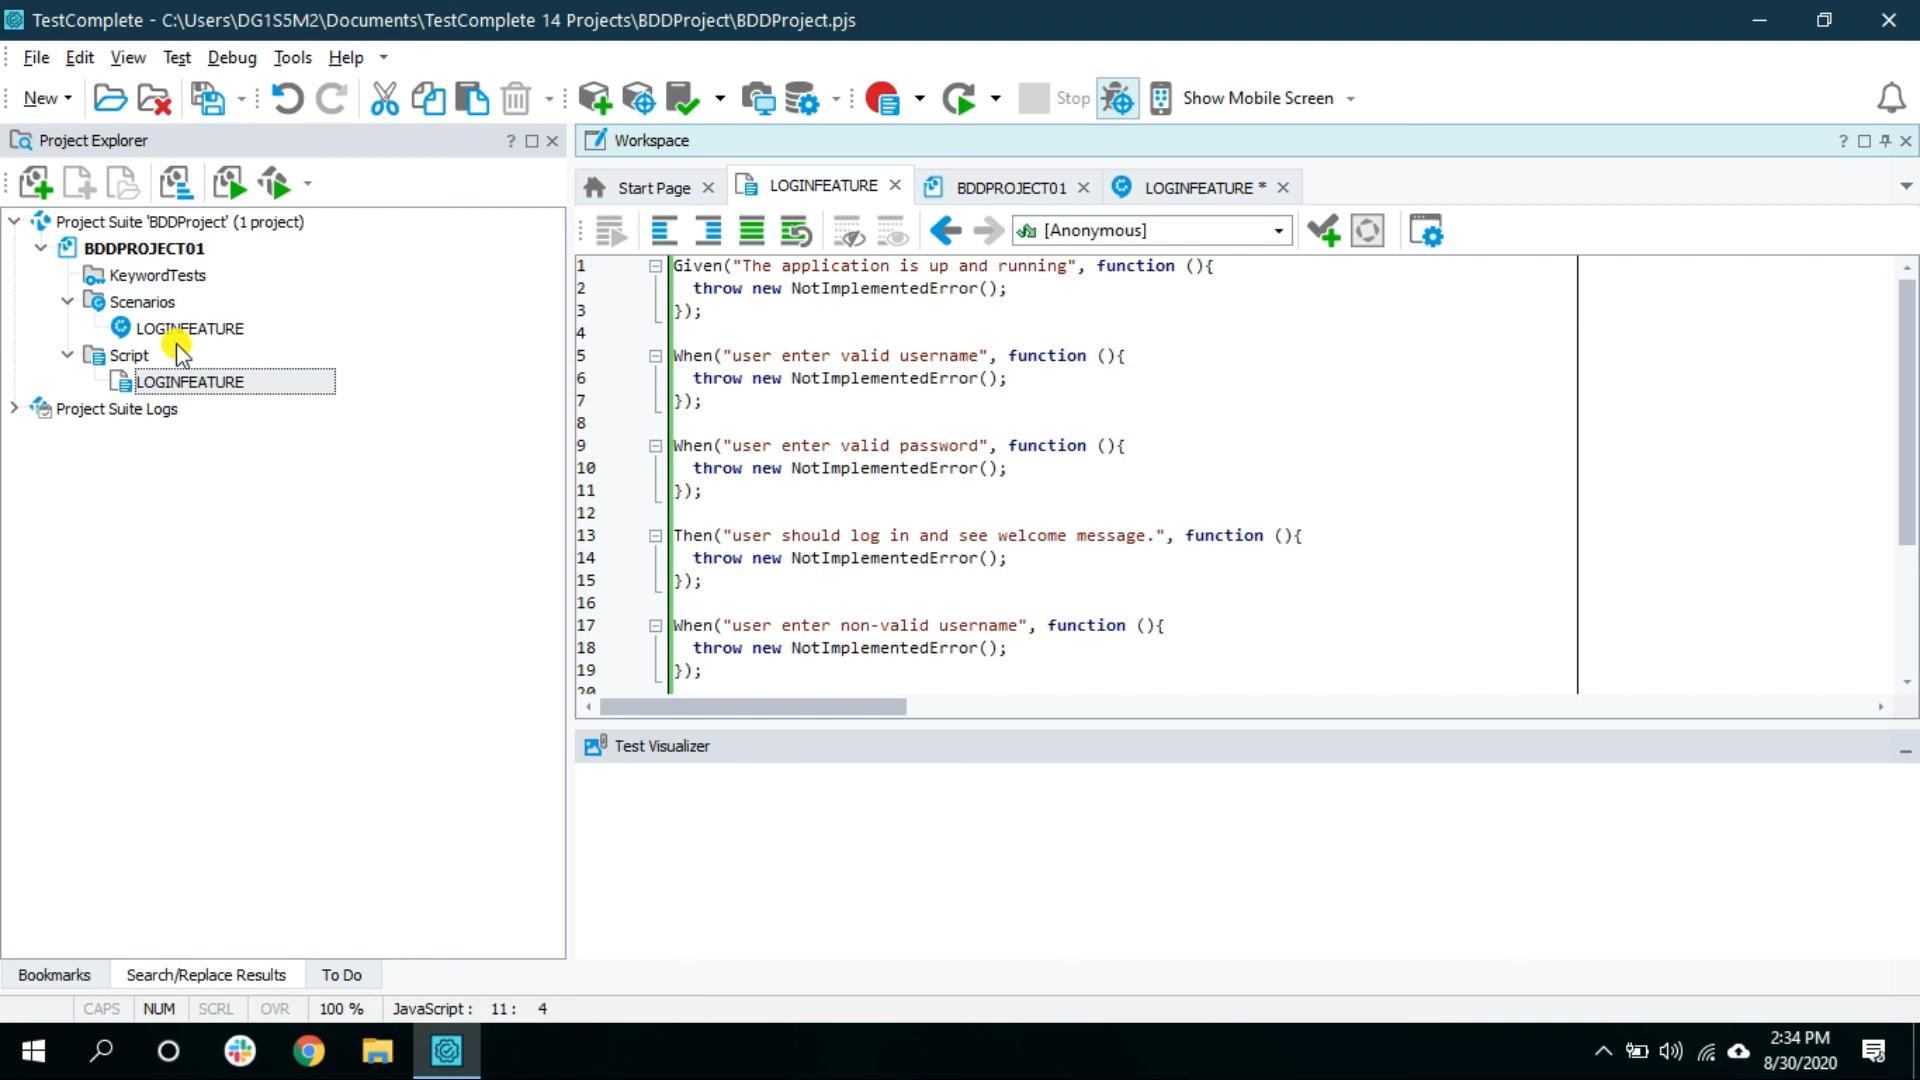 TestComplete - C:\Users\DG1S5M2\Documents\TestComplete 14 Projects\BDDProject\BDDProject.pjs
File Edit View Test Debug Tools Help
New Stop Show Mobile Screen
Project Explorer ?
Workspace ?
Start Page LOGINFEATURE BDDPROJECT01 LOGINFEATURE *
[Anonymous]
Project Suite 'BDDProject' (1 project)
BDDPROJECT01
KeywordTests
Scenarios
LOGINFEATURE
Script
LOGINFEATURE
Project Suite Logs
1 Given("The application is up and running", function (){
2 throw new NotImplementedError();
3 });
4
5 When("user enter valid username", function (){
6 throw new NotImplementedError();
7 });
8
9 When("user enter valid password", function (){
10 throw new NotImplementedError();
11 });
12
13 Then("user should log in and see welcome message.", function (){
14 throw new NotImplementedError();
15 });
16
17 When("user enter non-valid username", function (){
18 throw new NotImplementedError();
19 });
20
Test Visualizer
Bookmarks Search/Replace Results To Do
CAPS NUM SCRL OVR 100 % JavaScript : 11 : 4
2:34 PM
8/30/2020